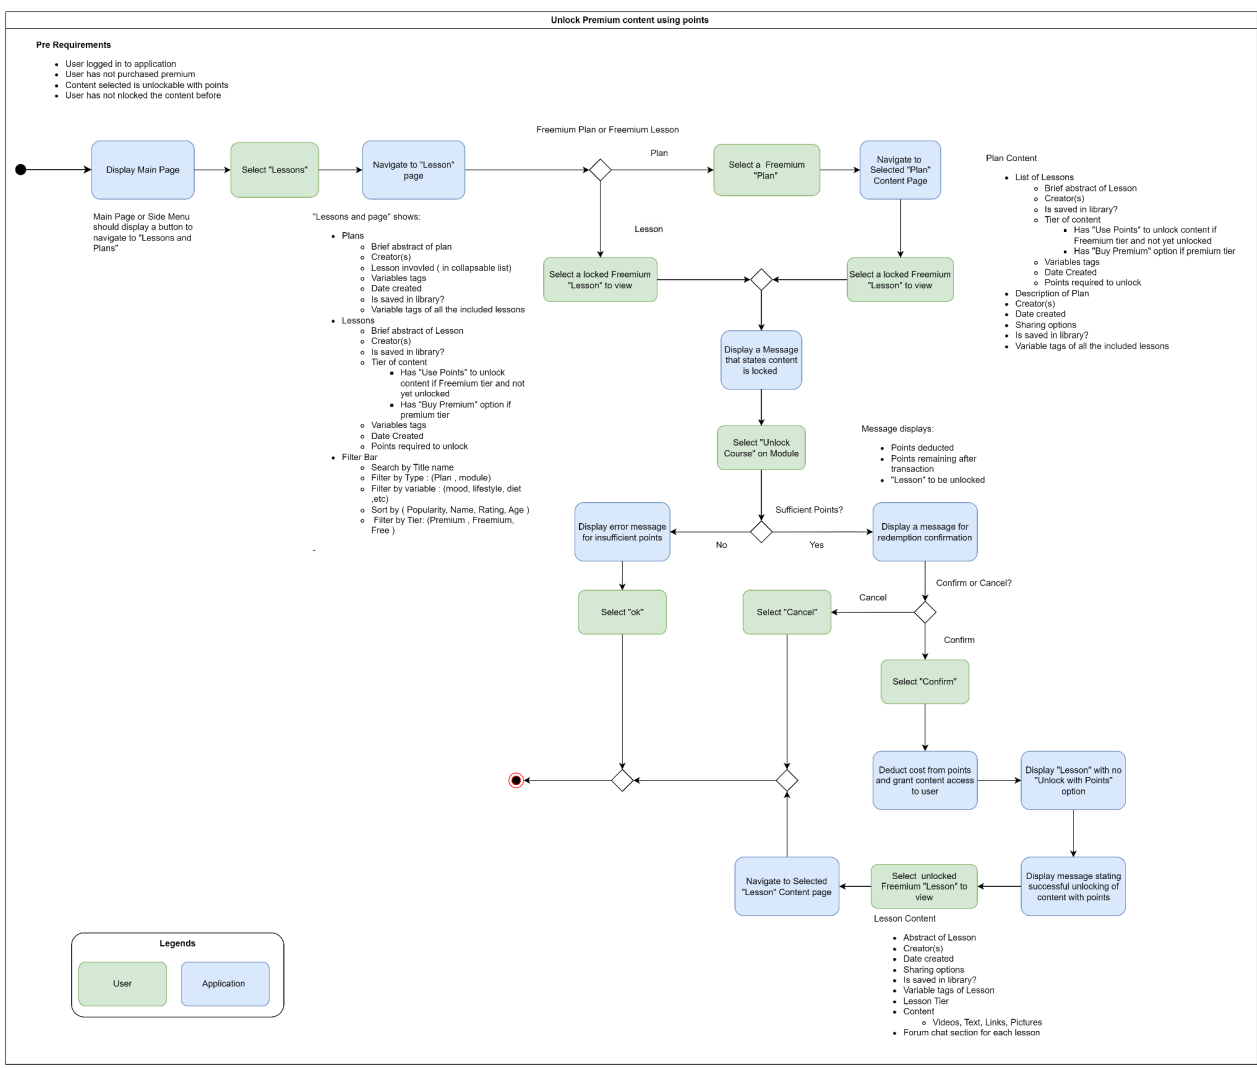 Unlock Premium content using points
Pre Requirements
User logged in to application
User has not purchased premium
Content selected is unlockable with points
User has not nlocked the content before
Display Main Page
Select "Lessons"
Navigate to "Lesson"
page
Freemium Plan or Freemium Lesson
Plan
Lesson
Select a Freemium
"Plan"
Navigate to
Selected "Plan"
Content Page
Main Page or Side Menu
should display a button to
navigate to "Lessons and
Plans"
"Lessons and page" shows:
Plans
Brief abstract of plan
Creator(s)
Lesson invovled ( in collapsable list)
Variables tags
Date created
Is saved in library?
Variable tags of all the included lessons
Lessons
Brief abstract of Lesson
Creator(s)
Is saved in library?
Tier of content
Has "Use Points" to unlock
content if Freemium tier and not
yet unlocked
Has "Buy Premium" option if
premium tier
Variables tags
Date Created
Points required to unlock
Filter Bar
Search by Title name
Filter by Type : (Plan , module)
Filter by variable : (mood, lifestyle, diet
,etc)
Sort by ( Popularity, Name, Rating, Age )
Filter by Tier: (Premium , Freemium,
Free )
-
Plan Content
List of Lessons
Brief abstract of Lesson
Creator(s)
Is saved in library?
Tier of content
Has "Use Points" to unlock content if
Freemium tier and not yet unlocked
Has "Buy Premium" option if premium tier
Variables tags
Date Created
Points required to unlock
Description of Plan
Creator(s)
Date created
Sharing options
Is saved in library?
Variable tags of all the included lessons
Select a locked Freemium
"Lesson" to view
Select a locked Freemium
"Lesson" to view
Display a Message
that states content
is locked
Select "Unlock
Course" on Module
Message displays:
Points deducted
Points remaining after
transaction
"Lesson" to be unlocked
Sufficient Points?
No
Yes
Display error message
for insufficient points
Display a message for
redemption confirmation
Confirm or Cancel?
Cancel
Confirm
Select "ok"
Select "Cancel"
Select "Confirm"
Deduct cost from points
and grant content access
to user
Display "Lesson" with no
"Unlock with Points"
option
Navigate to Selected
"Lesson" Content page
Select unlocked
Freemium "Lesson" to
view
Display message stating
successful unlocking of
content with points
Lesson Content
Abstract of Lesson
Creator(s)
Date created
Sharing options
Is saved in library?
Variable tags of Lesson
Lesson Tier
Content
Videos, Text, Links, Pictures
Forum chat section for each lesson
Legends
User
Application